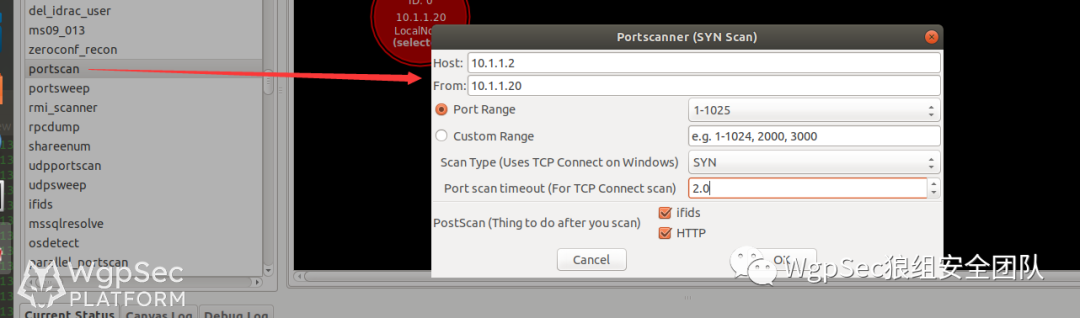 del_idrac_user
ms09_013
zeroconf_recon
portscan
portsweep
rmi_scanner
rpcdump
shareenum
udpportscan
udpsweep
ifids
mssqlresolve
osdetect
parallel_portscan
ID: 0
10.1.1.20
(selec
Portscanner (SYN Scan)
Host: 10.1.1.2
From: 10.1.1.20
Port Range 1-1025
Custom Range e.g. 1-1024, 2000, 3000
Scan Type (Uses TCP Connect on Windows) SYN
Port scan timeout (For TCP Connect scan) 2.0
PostScan (Thing to do after you scan)
ifids
HTTP
Cancel
WgpSec狼组安全团队
WGPSEC
PLATFORM
Current Status Canvas Log Debug Log